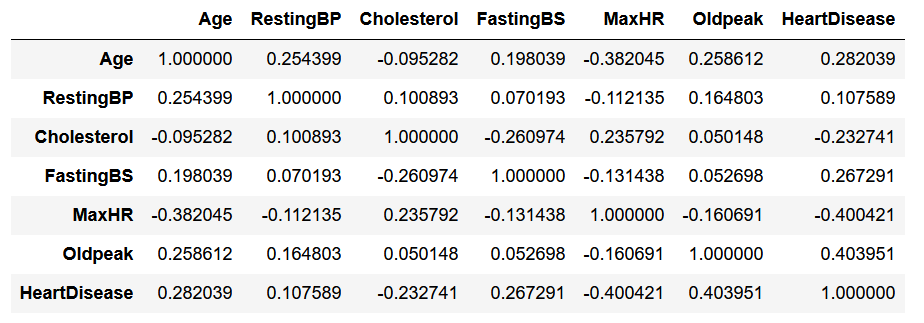 Age RestingBP Cholesterol FastingBS MaxHR Oldpeak HeartDisease
Age 1.000000 0.254399 -0.095282 0.198039 -0.382045 0.258612 0.282039
RestingBP 0.254399 1.000000 0.100893 0.070193 -0.112135 0.164803 0.107589
Cholesterol -0.095282 0.100893 1.000000 -0.260974 0.235792 0.050148 -0.232741
FastingBS 0.198039 0.070193 -0.260974 1.000000 -0.131438 0.052698 0.267291
MaxHR -0.382045 -0.112135 0.235792 -0.131438 1.000000 -0.160691 -0.400421
Oldpeak 0.258612 0.164803 0.050148 0.052698 -0.160691 1.000000 0.403951
HeartDisease 0.282039 0.107589 -0.232741 0.267291 -0.400421 0.403951 1.000000